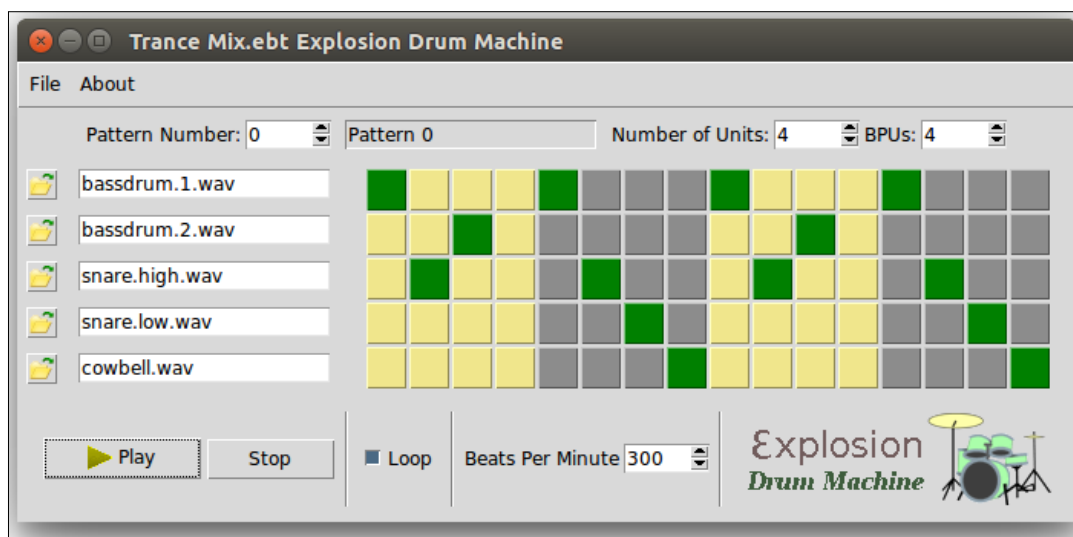 Trance Mix.ebt Explosion Drum Machine
File About
Pattern Number: 0 Pattern 0 Number of Units: 4 BPUs: 4
bassdrum.1.wav
bassdrum.2.wav
snare.high.wav
snare.low.wav
cowbell.wav
Play Stop Loop Beats Per Minute 300
Ɛxplosion
Drum Machine